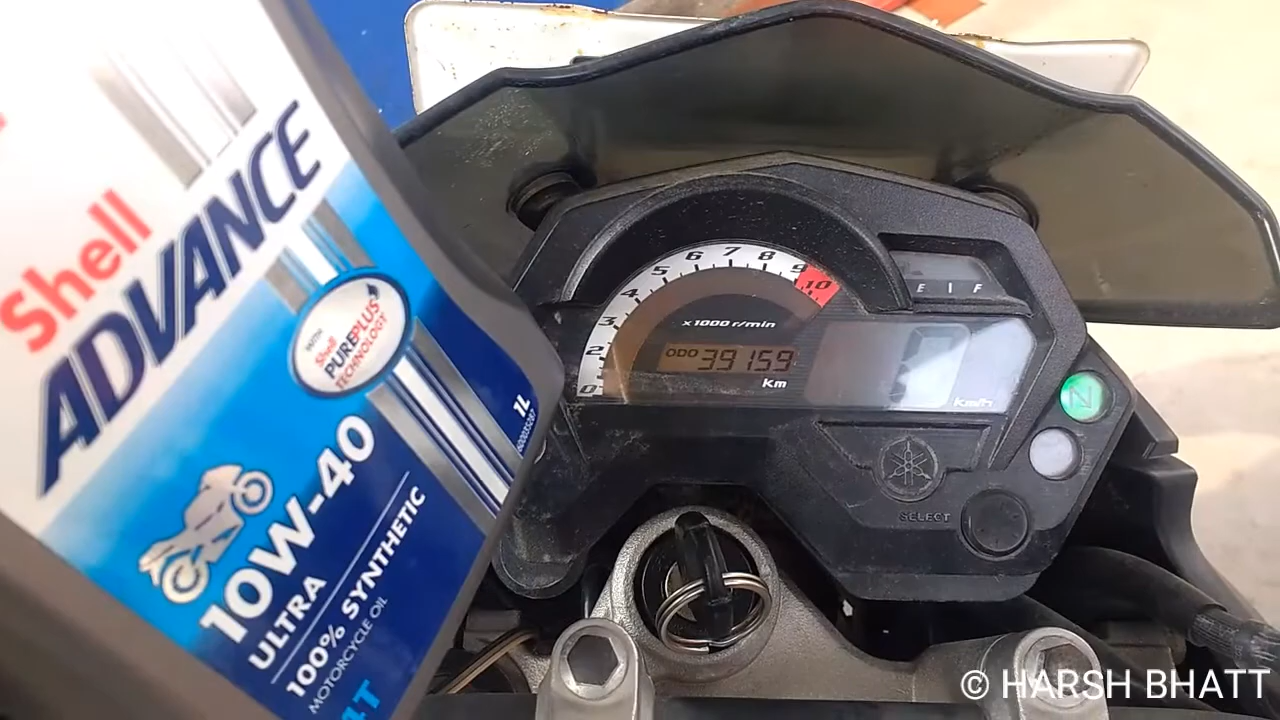 Shell
ADVANCE
WITH
Shell
PUREPLUS
TECHNOLOGY
10W-40
ULTRA
100% SYNTHETIC
MOTORCYCLE OIL
4T
1L
0 2 3 4 5 6 7 8 9 10
x1000 r/min
ODO 39159
km
E F
km/h
N
SELECT
© HARSH BHATT